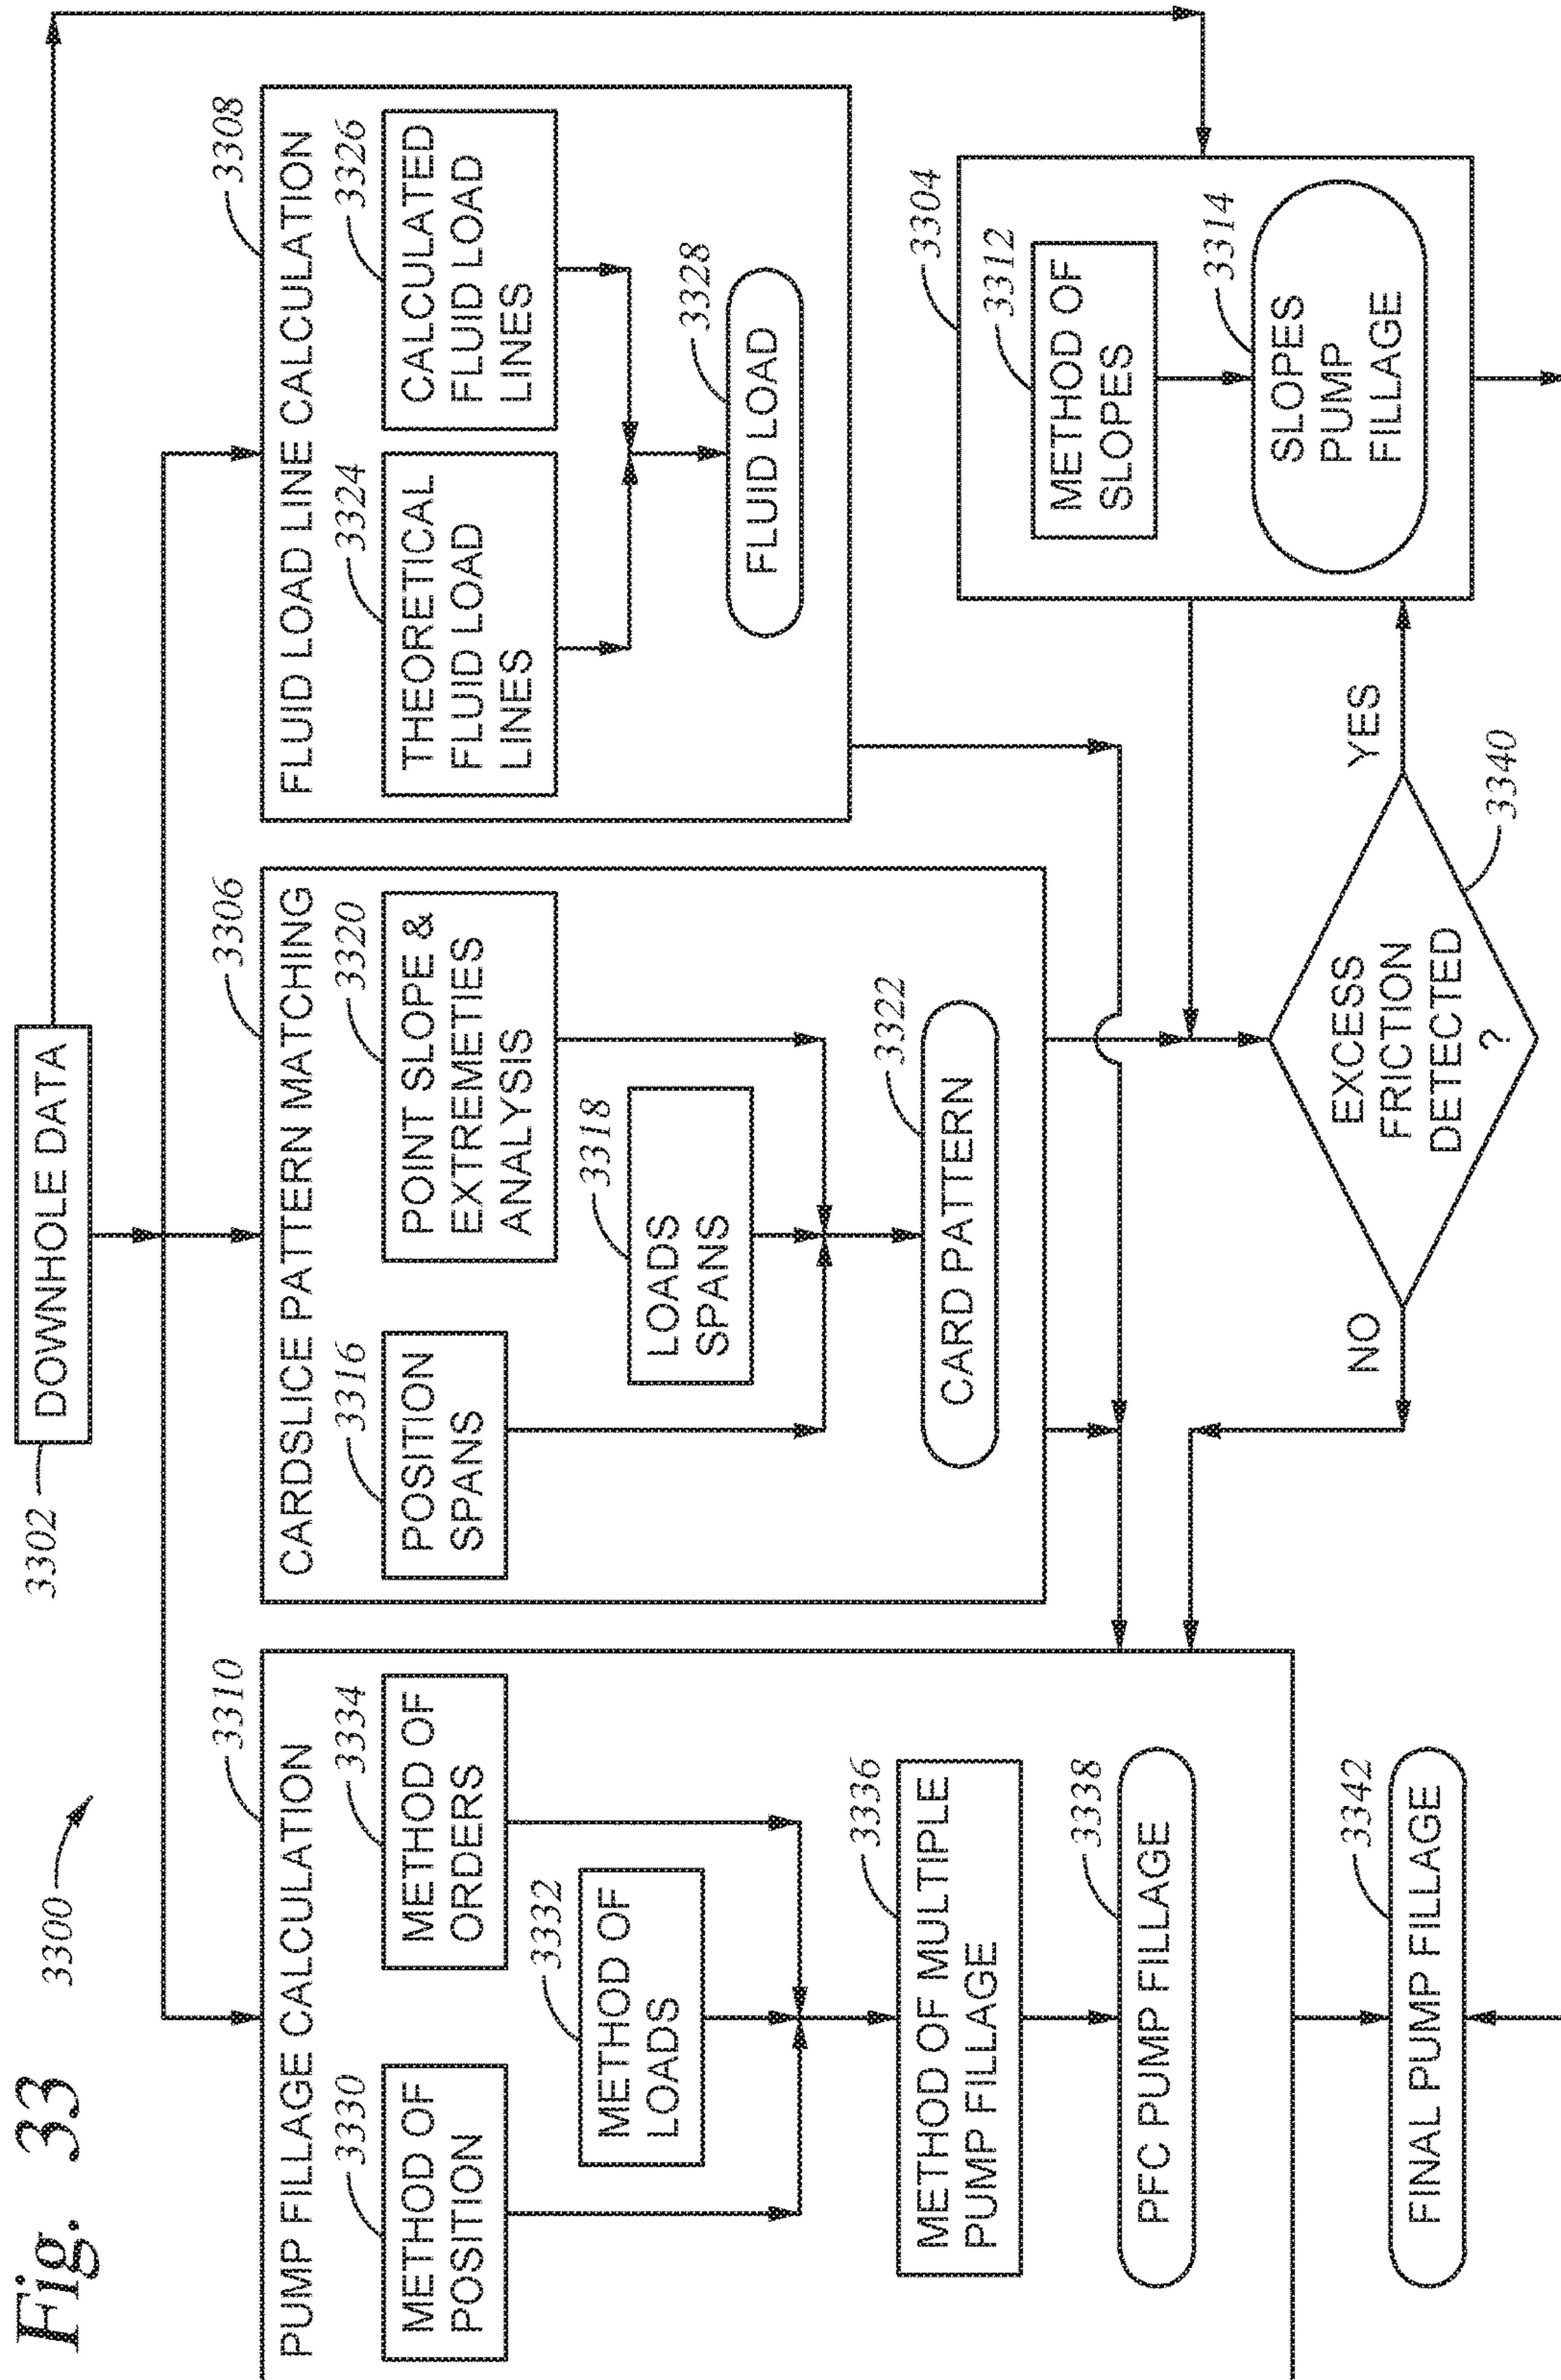 Fig. 33
3300
3302
DOWNHOLE DATA
3310
PUMP FILLAGE CALCULATION
3330
METHOD OF
POSITION
3334
METHOD OF
ORDERS
3332
METHOD OF
LOADS
3336
METHOD OF MULTIPLE
PUMP FILLAGE
3338
PFC PUMP FILLAGE
3342
FINAL PUMP FILLAGE
3306
CARDSLICE PATTERN MATCHING
3316
POSITION
SPANS
3320
POINT SLOPE &
EXTREMETIES
ANALYSIS
3318
LOADS
SPANS
3322
CARD PATTERN
3308
FLUID LOAD LINE CALCULATION
3324
THEORETICAL
FLUID LOAD
LINES
3326
CALCULATED
FLUID LOAD
LINES
3328
FLUID LOAD
3304
3312
METHOD OF
SLOPES
3314
SLOPES
PUMP
FILLAGE
NO
EXCESS
FRICTION
DETECTED
?
YES
3340